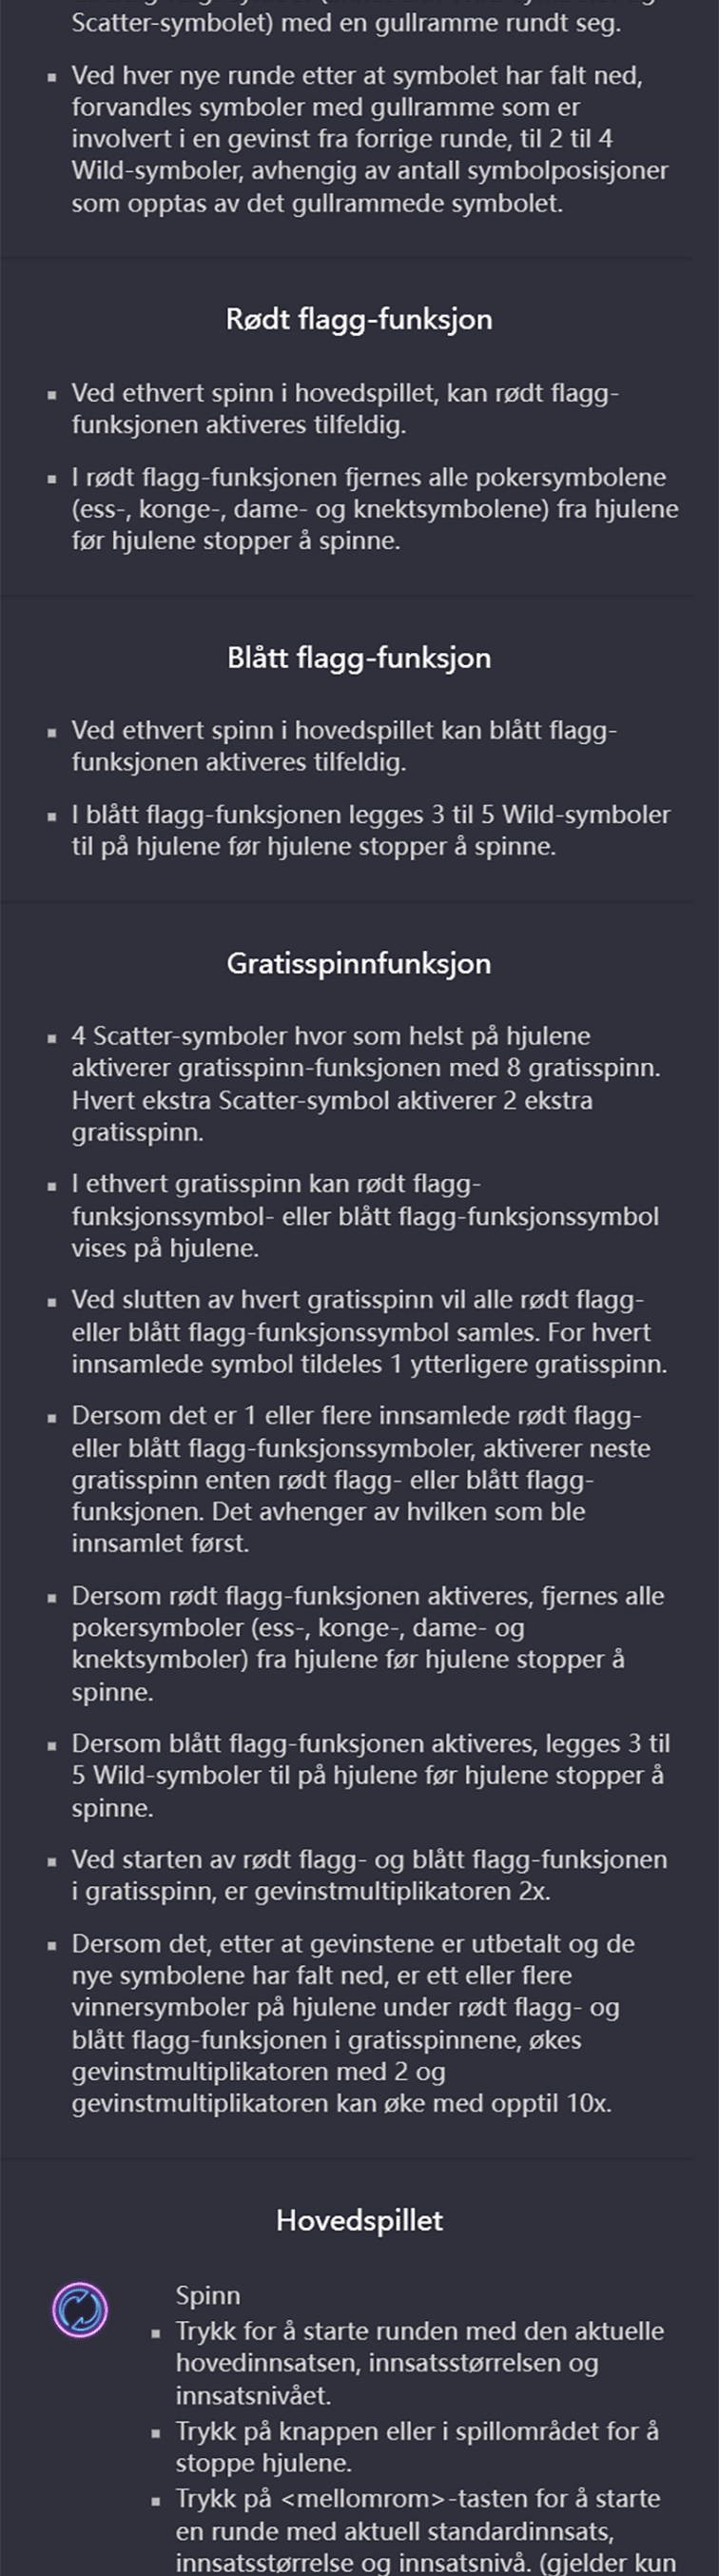 Scatter-symbolet) med en gullramme rundt seg.
Ved hver nye runde etter at symbolet har falt ned,
forvandles symboler med gullramme som er
involvert i en gevinst fra forrige runde, til 2 til 4
Wild-symboler, avhengig av antall symbolposisjoner
som opptas av det gullrammede symbolet.
Rødt flagg-funksjon
Ved ethvert spinn i hovedspillet, kan rødt flagg-
funksjonen aktiveres tilfeldig.
I rødt flagg-funksjonen fjernes alle pokersymbolene
(ess-, konge-, dame- og knektsymbolene) fra hjulene
før hjulene stopper å spinne.
Blått flagg-funksjon
Ved ethvert spinn i hovedspillet kan blått flagg-
funksjonen aktiveres tilfeldig.
I blått flagg-funksjonen legges 3 til 5 Wild-symboler
til på hjulene før hjulene stopper å spinne.
Gratisspinnfunksjon
4 Scatter-symboler hvor som helst på hjulene
aktiverer gratisspinn-funksjonen med 8 gratisspinn.
Hvert ekstra Scatter-symbol aktiverer 2 ekstra
gratisspinn.
I ethvert gratisspinn kan rødt flagg-
funksjonssymbol- eller blått flagg-funksjonssymbol
vises på hjulene.
Ved slutten av hvert gratisspinn vil alle rødt flagg-
eller blått flagg-funksjonssymbol samles. For hvert
innsamlede symbol tildeles 1 ytterligere gratisspinn.
Dersom det er 1 eller flere innsamlede rødt flagg-
eller blått flagg-funksjonssymboler, aktiverer neste
gratisspinn enten rødt flagg- eller blått flagg-
funksjonen. Det avhenger av hvilken som ble
innsamlet først.
Dersom rødt flagg-funksjonen aktiveres, fjernes alle
pokersymboler (ess-, konge-, dame- og
knektsymboler) fra hjulene før hjulene stopper å
spinne.
Dersom blått flagg-funksjonen aktiveres, legges 3 til
5 Wild-symboler til på hjulene før hjulene stopper å
spinne.
Ved starten av rødt flagg- og blått flagg-funksjonen
i gratisspinn, er gevinstmultiplikatoren 2x.
Dersom det, etter at gevinstene er utbetalt og de
nye symbolene har falt ned, er ett eller flere
vinnersymboler på hjulene under rødt flagg- og
blått flagg-funksjonen i gratisspinnene, økes
gevinstmultiplikatoren med 2 og
gevinstmultiplikatoren kan øke med opptil 10x.
Hovedspillet
Spinn
Trykk for å starte runden med den aktuelle
hovedinnsatsen, innsatsstørrelsen og
innsatsnivået.
Trykk på knappen eller i spillområdet for å
stoppe hjulene.
Trykk på <mellomrom>-tasten for å starte
en runde med aktuell standardinnsats,
innsatsstørrelse og innsatsnivå. (gjelder kun